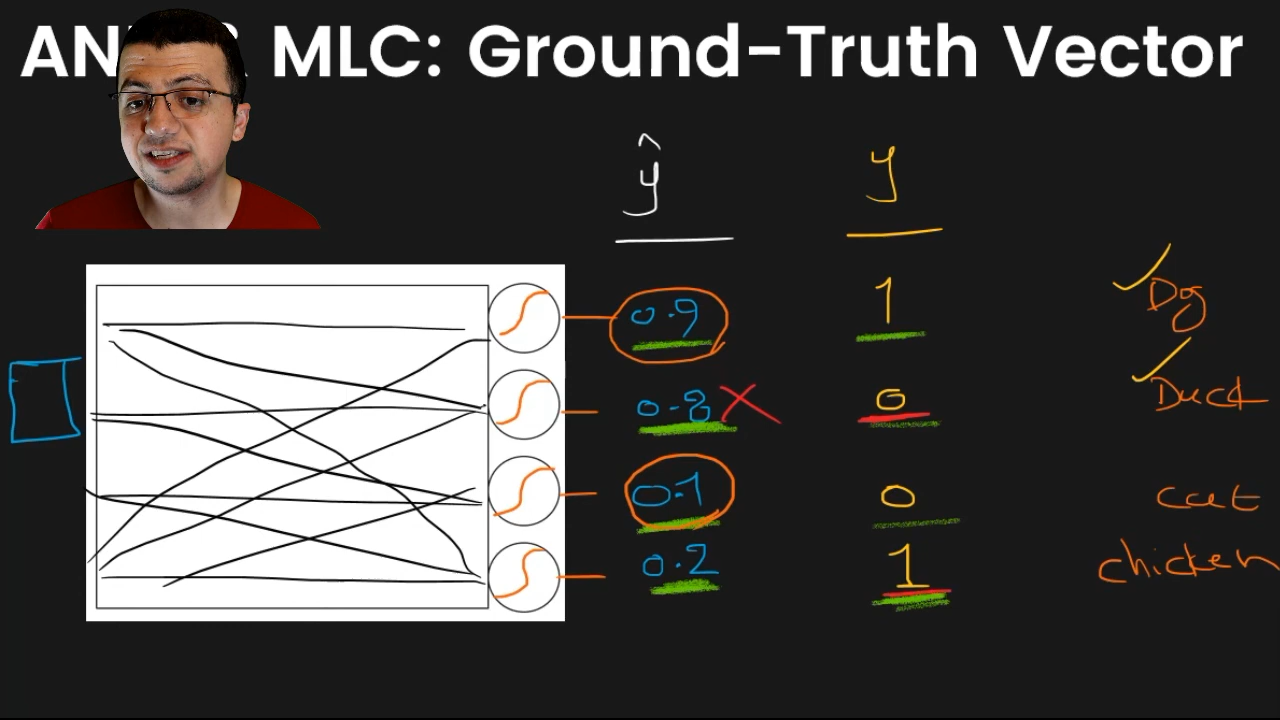 AN & MLC: Ground-Truth Vector
ŷ y
0.9 1 Dog
0.8 0 Duck
0.1 0 cat
0.2 1 chicken